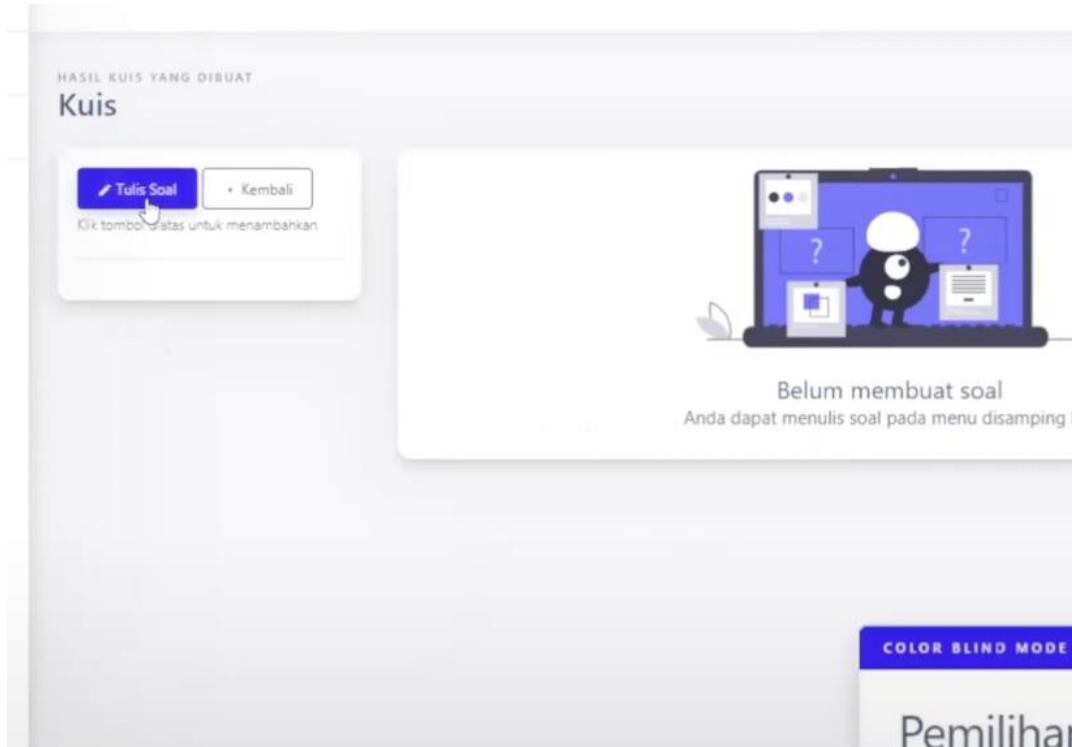 HASIL KUIS YANG DIBUAT
Kuis
Tulis Soal
Kembali
Klik tombol diatas untuk menambahkan
? ?
Belum membuat soal
Anda dapat menulis soal pada menu disamping
COLOR BLIND MODE
Pemilihan